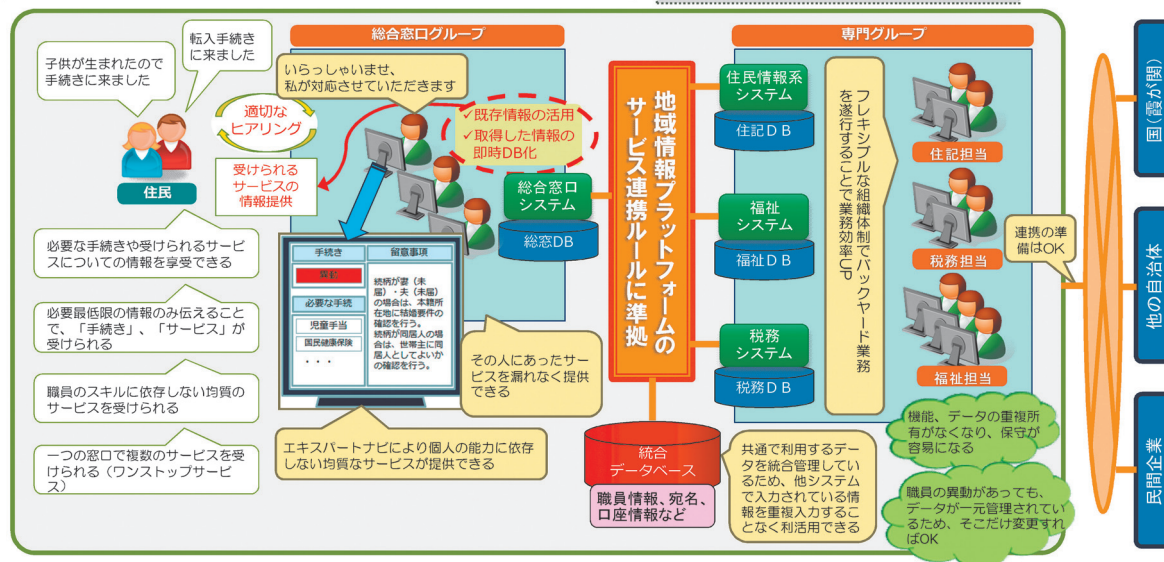 総合窓口グループ
専門グループ
子供が生まれたので
手続きに来ました
転入手続き
に来ました
いらっしゃいませ、
私が対応させていただきます
適切な
ヒアリング
✓既存情報の活用
✓取得した情報の
即時DB化
受けられる
サービスの
情報提供
住民
総合窓口
システム
総窓DB
必要な手続きや受けられるサービ
スについての情報を享受できる
必要最低限の情報のみ伝えること
で、「手続き」、「サービス」が
受けられる
職員のスキルに依存しない均質の
サービスを受けられる
一つの窓口で複数のサービスを受
けられる（ワンストップサービ
ス）
手続き
留意事項
必要な手続
児童手当
国民健康保険
・・・
続柄が妻（未
届）・夫（未届）
の場合は、本籍所
在地に結婚要件の
確認を行う。
続柄が同居人の場
合は、世帯主に同
居人としてよいか
の確認を行う。
その人にあったサー
ビスを漏れなく提供
できる
エキスパートナビにより個人の能力に依存
しない均質なサービスが提供できる
地域情報プラットフォームの
サービス連携ルールに準拠
統合
データベース
職員情報、宛名、
口座情報など
住民情報系
システム
住記ＤＢ
福祉
システム
福祉ＤＢ
税務
システム
税務ＤＢ
フレキシブルな組織体制でバックヤード業務
を遂行することで業務効率UP
住記担当
税務担当
福祉担当
連携の準
備はOK
共通で利用するデー
タを統合管理してい
るため、他システム
で入力されている情
報を重複入力するこ
となく利活用できる
機能、データの重複所
有がなくなり、保守が
容易になる
職員の異動があっても、
データが一元管理されてい
るため、そこだけ変更すれ
ばOK
国(霞が関)
他の自治体
民間企業